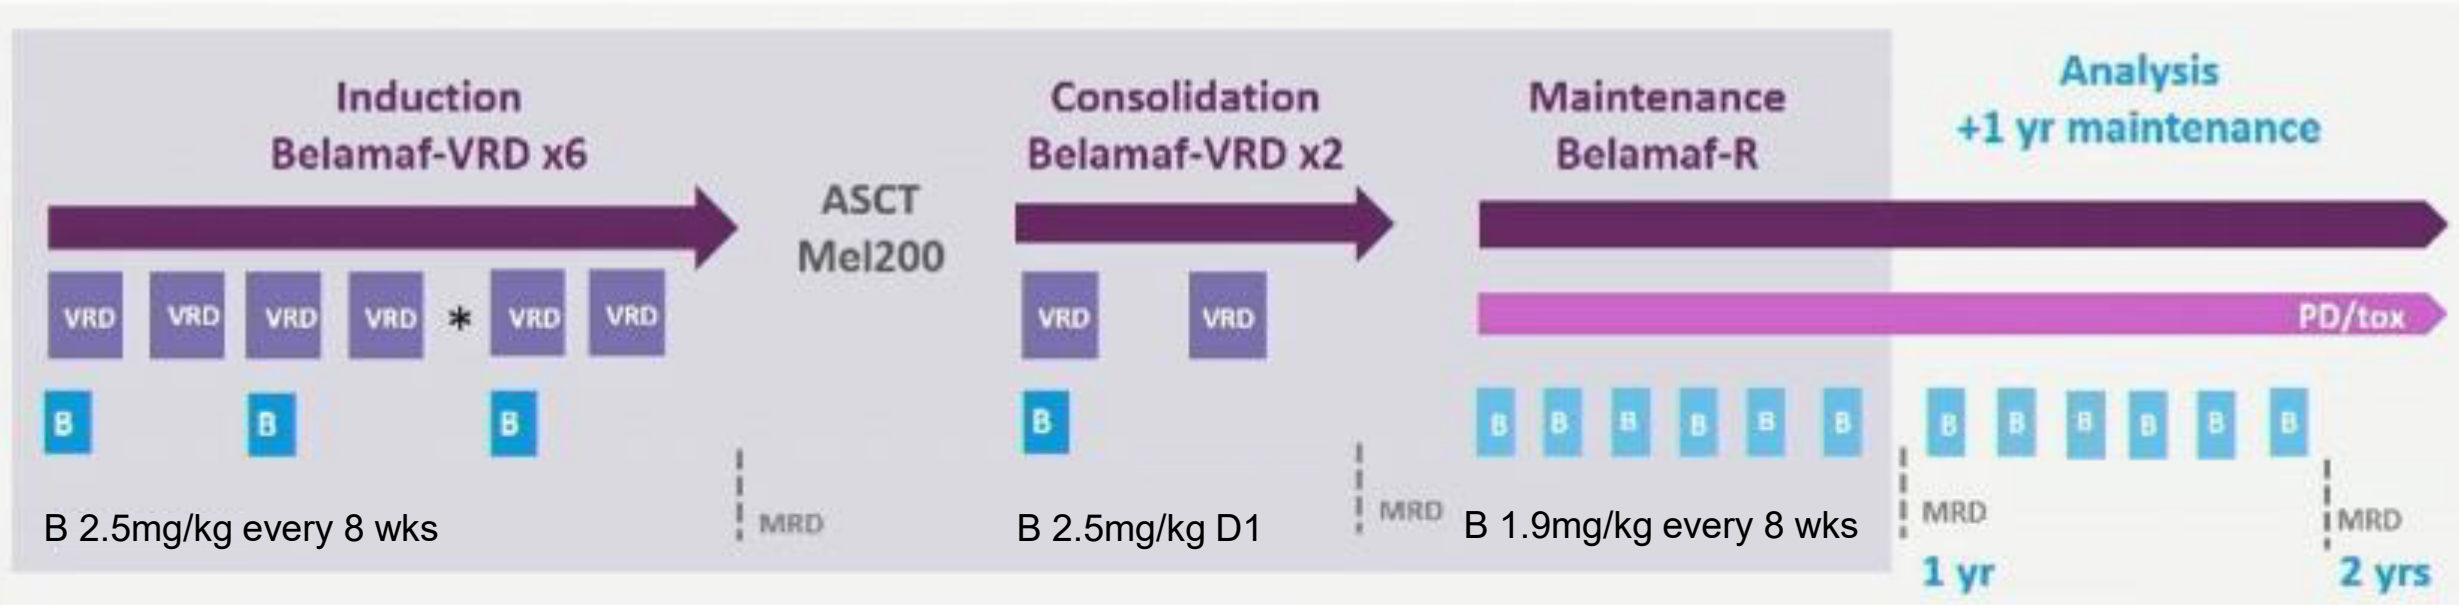 Induction
Belamaf-VRD x6
ASCT
Mel200
Consolidation
Belamaf-VRD x2
Maintenance
Belamaf-R
Analysis
+1 yr maintenance
VRD VRD VRD VRD * VRD VRD
VRD VRD
PD/tox
B B B
B
B B B B B B
B B B B B B
B 2.5mg/kg every 8 wks
MRD
B 2.5mg/kg D1
MRD
B 1.9mg/kg every 8 wks
MRD
1 yr
MRD
2 yrs